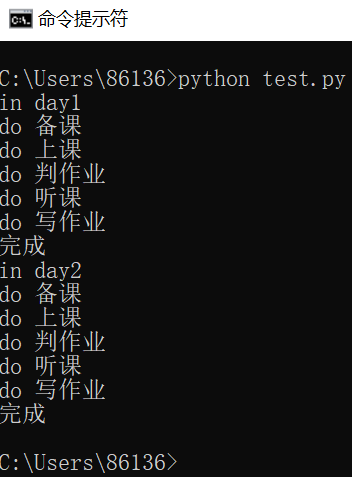 命令提示符
C:\Users\86136>python test.py
in day1
do 备课
do 上课
do 判作业
do 听课
do 写作业
完成
in day2
do 备课
do 上课
do 判作业
do 听课
do 写作业
完成
C:\Users\86136>